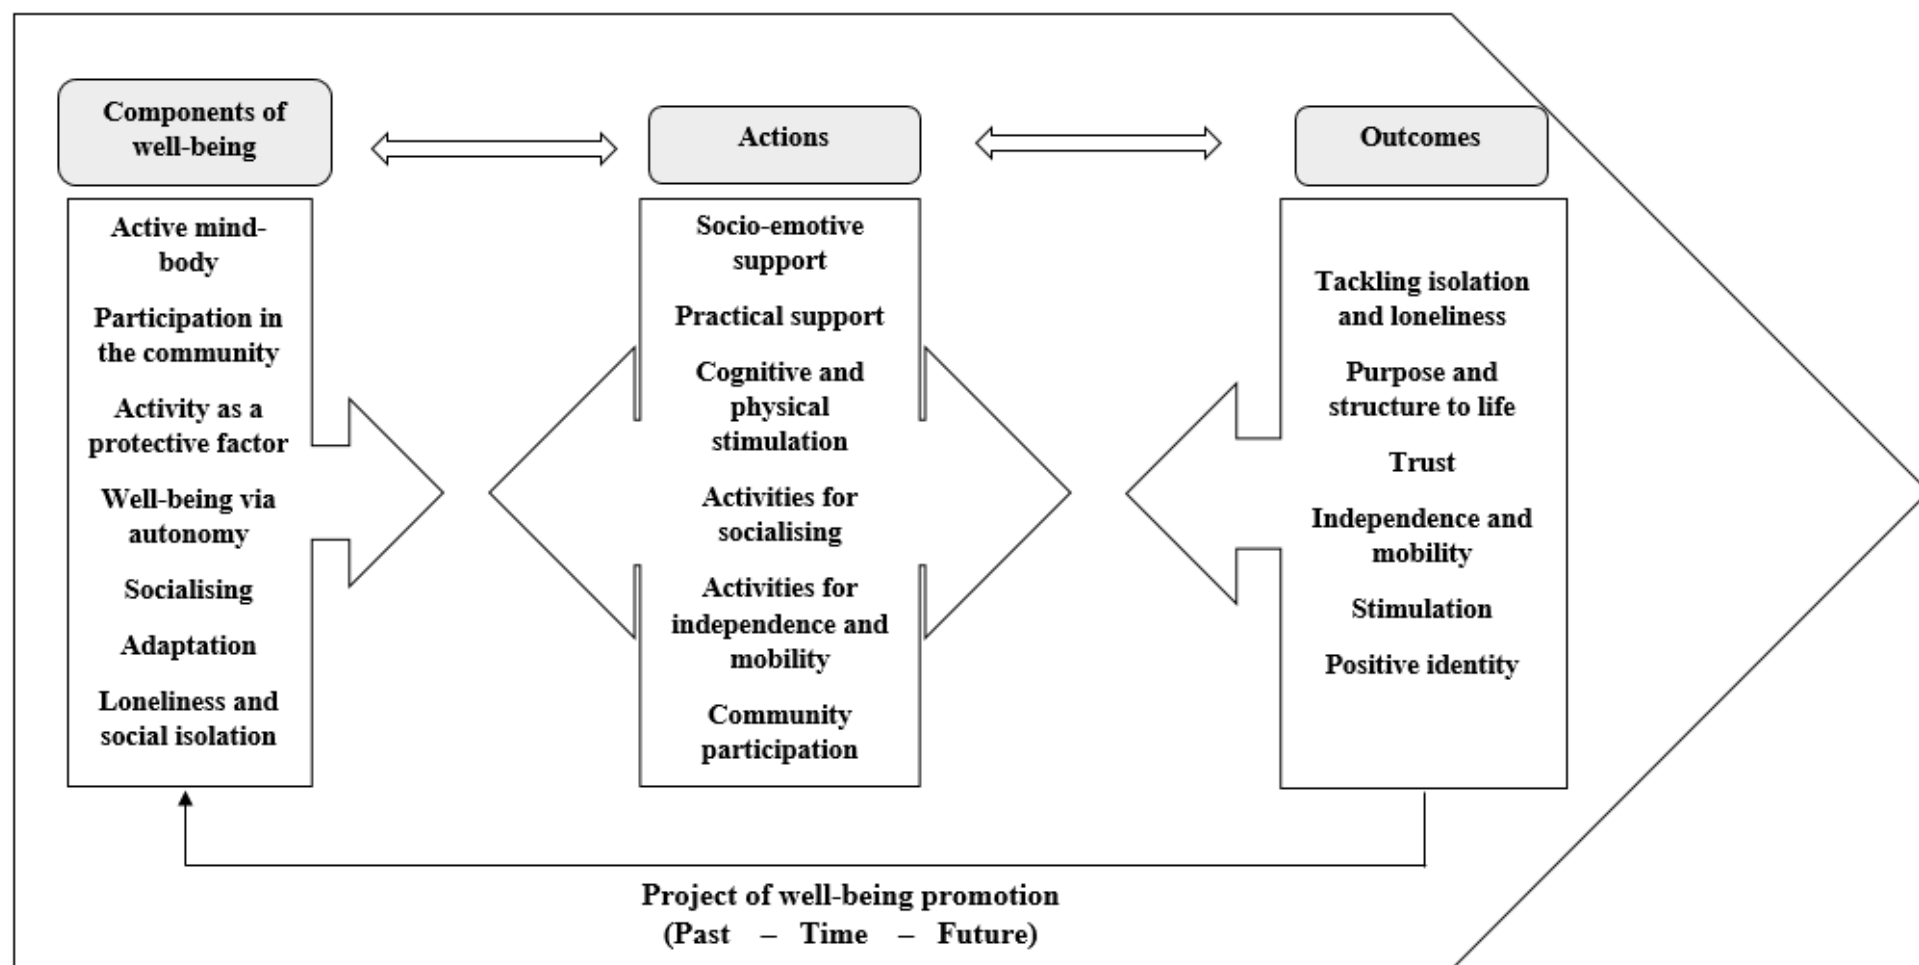 Components of
well-being
Actions
Outcomes
Active mind-
body
Participation in
the community
Activity as a
protective factor
Well-being via
autonomy
Socialising
Adaptation
Loneliness and
social isolation
Socio-emotive
support
Practical support
Cognitive and
physical
stimulation
Activities for
socialising
Activities for
independence and
mobility
Community
participation
Tackling isolation
and loneliness
Purpose and
structure to life
Trust
Independence and
mobility
Stimulation
Positive identity
Project of well-being promotion
(Past – Time – Future)